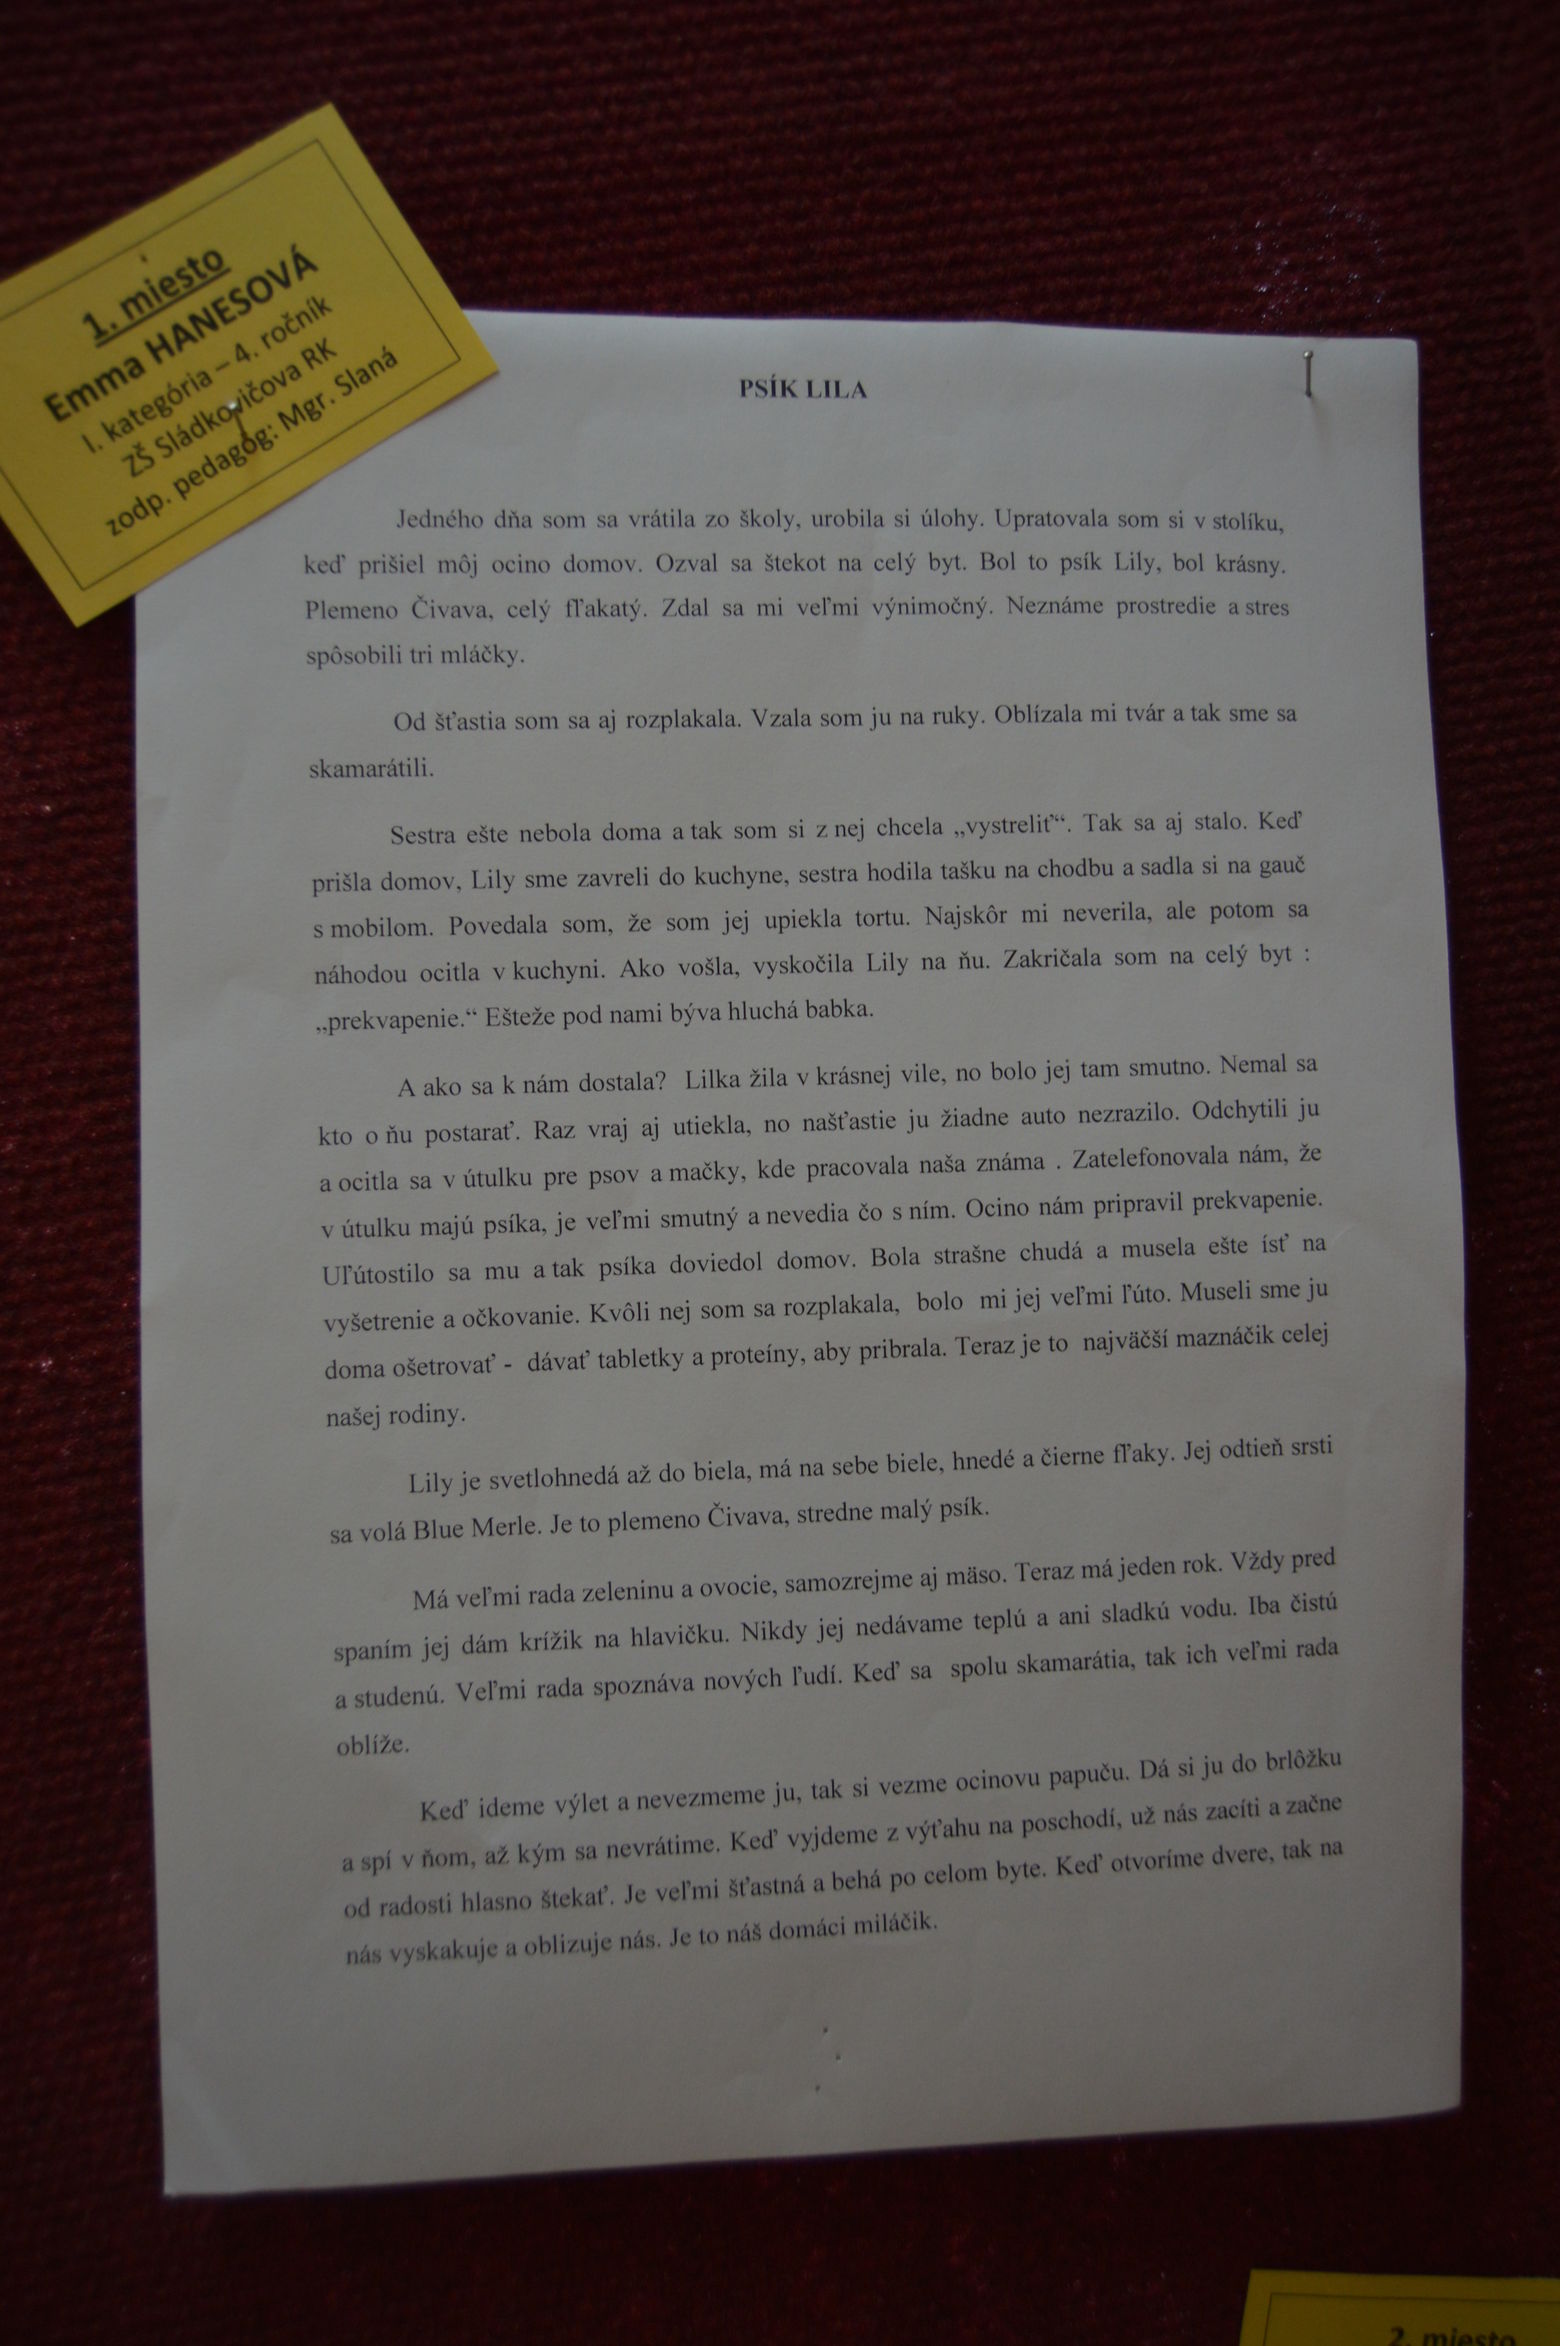 1. miesto
Emma HANESOVÁ
I. kategória – 4. ročník
ZŠ Sládkovičova RK
zodp. pedagóg: Mgr. Slaná
PSÍK LILA
Jedného dňa som sa vrátila zo školy, urobila si úlohy. Upratovala som si v stolíku,
keď prišiel môj ocino domov. Ozval sa štekot na celý byt. Bol to psík Lily, bol krásny.
Plemeno Čivava, celý fľakatý. Zdal sa mi veľmi výnimočný. Neznáme prostredie a stres
spôsobili tri mláčky.
Od šťastia som sa aj rozplakala. Vzala som ju na ruky. Oblízala mi tvár a tak sme sa
skamarátili.
Sestra ešte nebola doma a tak som si z nej chcela „vystreliť“. Tak sa aj stalo. Keď
prišla domov, Lily sme zavreli do kuchyne, sestra hodila tašku na chodbu a sadla si na gauč
s mobilom. Povedala som, že som jej upiekla tortu. Najskôr mi neverila, ale potom sa
náhodou ocitla v kuchyni. Ako vošla, vyskočila Lily na ňu. Zakričala som na celý byt :
„prekvapenie.“ Ešteže pod nami býva hluchá babka.
A ako sa k nám dostala?  Lilka žila v krásnej vile, no bolo jej tam smutno. Nemal sa
kto o ňu postarať. Raz vraj aj utiekla, no našťastie ju žiadne auto nezrazilo. Odchytili ju
a ocitla sa v útulku pre psov a mačky, kde pracovala naša známa . Zatelefonovala nám, že
v útulku majú psíka, je veľmi smutný a nevedia čo s ním. Ocino nám pripravil prekvapenie.
Uľútostilo sa mu a tak psíka doviedol domov. Bola strašne chudá a musela ešte ísť na
vyšetrenie a očkovanie. Kvôli nej som sa rozplakala,  bolo  mi jej veľmi ľúto. Museli sme ju
doma ošetrovať -  dávať tabletky a proteíny, aby pribrala. Teraz je to  najväčší maznáčik celej
našej rodiny.
Lily je svetlohnedá až do biela, má na sebe biele, hnedé a čierne fľaky. Jej odtieň srsti
sa volá Blue Merle. Je to plemeno Čivava, stredne malý psík.
Má veľmi rada zeleninu a ovocie, samozrejme aj mäso. Teraz má jeden rok. Vždy pred
spaním jej dám krížik na hlavičku. Nikdy jej nedávame teplú a ani sladkú vodu. Iba čistú
a studenú. Veľmi rada spoznáva nových ľudí. Keď sa  spolu skamarátia, tak ich veľmi rada
oblíže.
Keď ideme výlet a nevezmeme ju, tak si vezme ocinovu papuču. Dá si ju do brlôžku
a spí v ňom, až kým sa nevrátime. Keď vyjdeme z výťahu na poschodí, už nás zacíti a začne
od radosti hlasno štekať. Je veľmi šťastná a behá po celom byte. Keď otvoríme dvere, tak na
nás vyskakuje a oblizuje nás. Je to náš domáci miláčik.
2. miesto